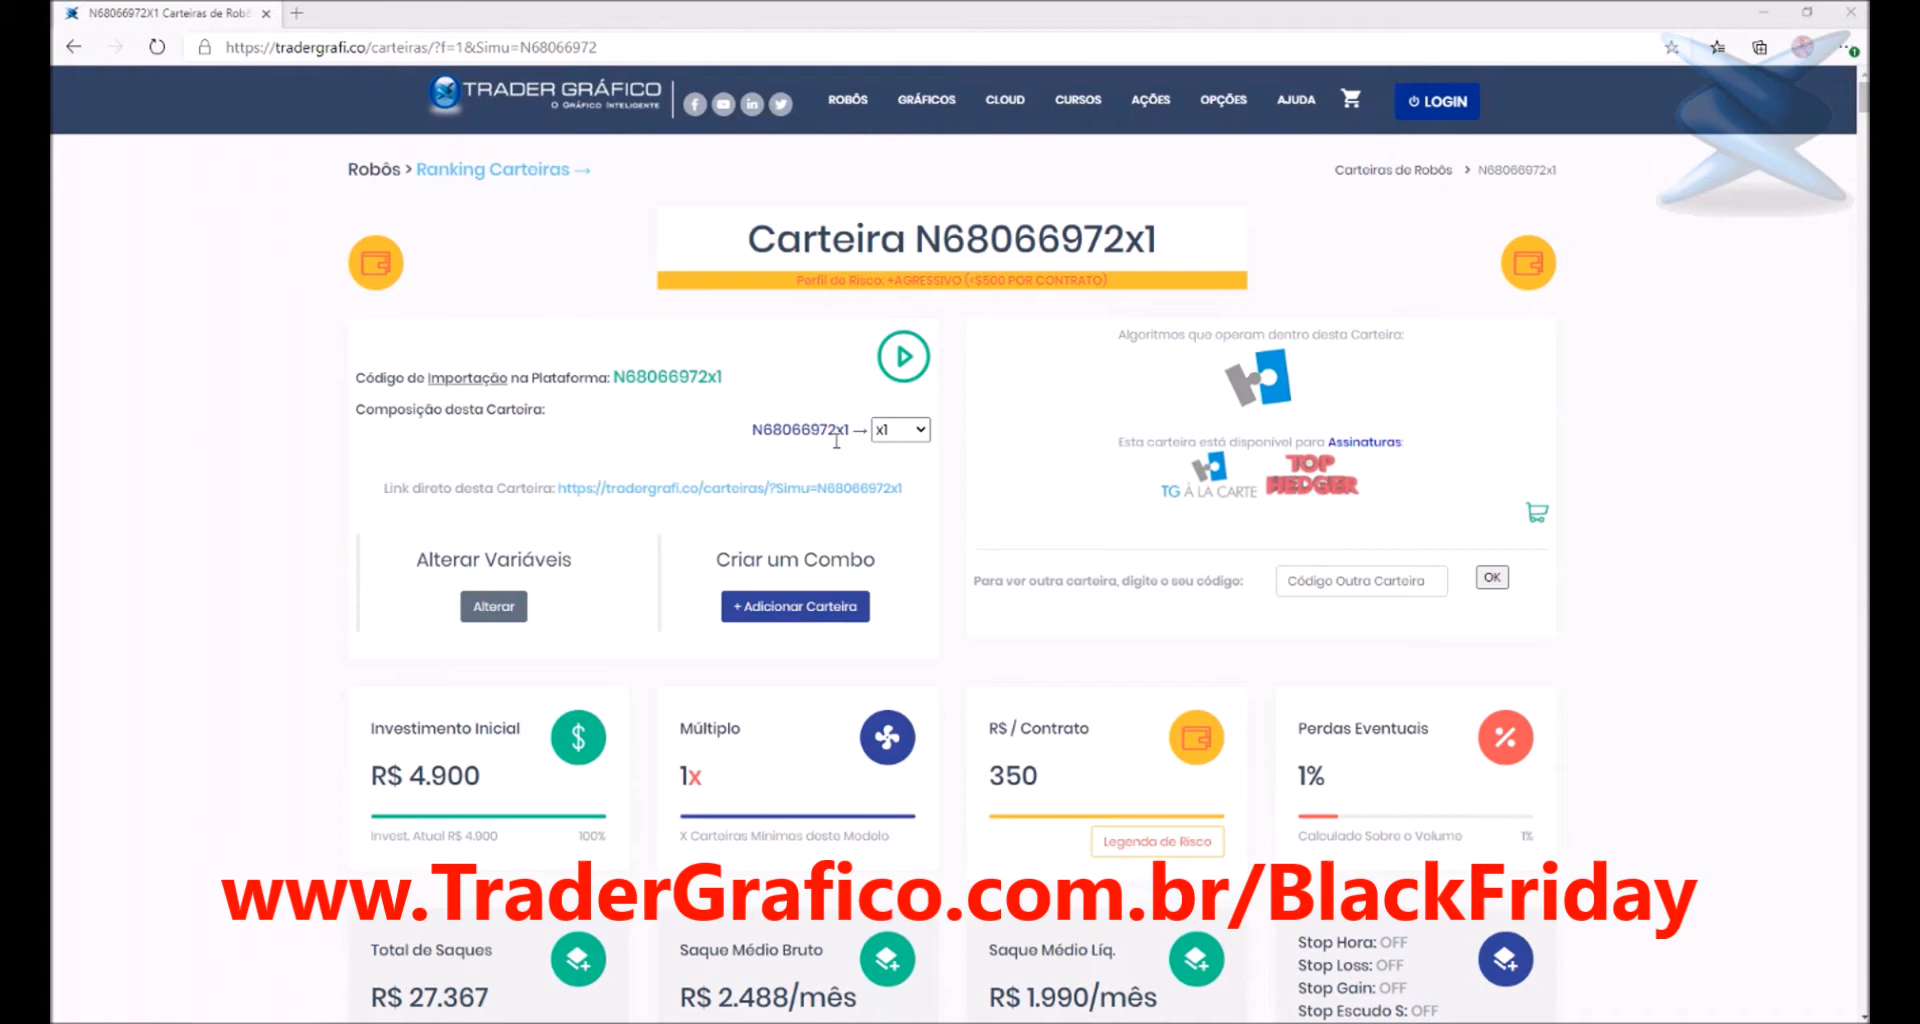 N68066972X1 Carteiras de Robô
https://tradergrafi.co/carteiras/?f=1&Simu=N68066972
TRADER GRÁFICO
O GRÁFICO INTELIGENTE
ROBÔS
GRÁFICOS
CLOUD
CURSOS
AÇÕES
OPÇÕES
AJUDA
LOGIN
Robôs > Ranking Carteiras →
Carteiras de Robôs > N68066972x1
Carteira N68066972x1
Perfil de Risco: +AGRESSIVO (<$500 POR CONTRATO)
Código de Importação na Plataforma: N68066972x1
Composição desta Carteira:
N68066972x1 → x1
Link direto desta Carteira: https://tradergrafi.co/carteiras/?Simu=N68066972x1
Alterar Variáveis
Alterar
Criar um Combo
+ Adicionar Carteira
Algoritmos que operam dentro desta Carteira:
Esta carteira está disponível para Assinaturas:
TG À LA CARTE
TOP
HEDGER
Para ver outra carteira, digite o seu código:
Código Outra Carteira
OK
Investimento Inicial
R$ 4.900
Invest. Atual R$ 4.900 100%
Múltiplo
1x
X Carteiras Mínimas deste Modelo
R$ / Contrato
350
Legenda de Risco
Perdas Eventuais
1%
Calculado Sobre o Volume 1%
www.TraderGrafico.com.br/BlackFriday
Total de Saques
R$ 27.367
Saque Médio Bruto
R$ 2.488/mês
Saque Médio Líq.
R$ 1.990/mês
Stop Hora: OFF
Stop Loss: OFF
Stop Gain: OFF
Stop Escudo S: OFF